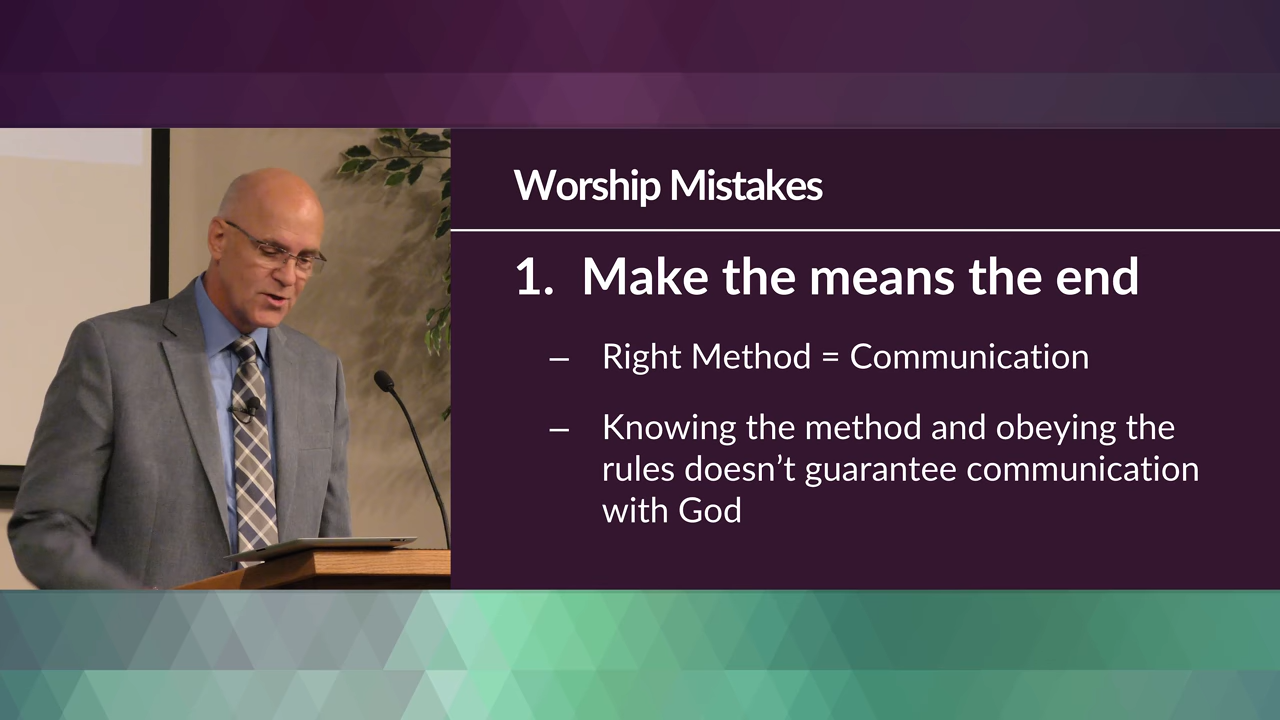 Worship Mistakes
1. Make the means the end
– Right Method = Communication
– Knowing the method and obeying the
rules doesn’t guarantee communication
with God